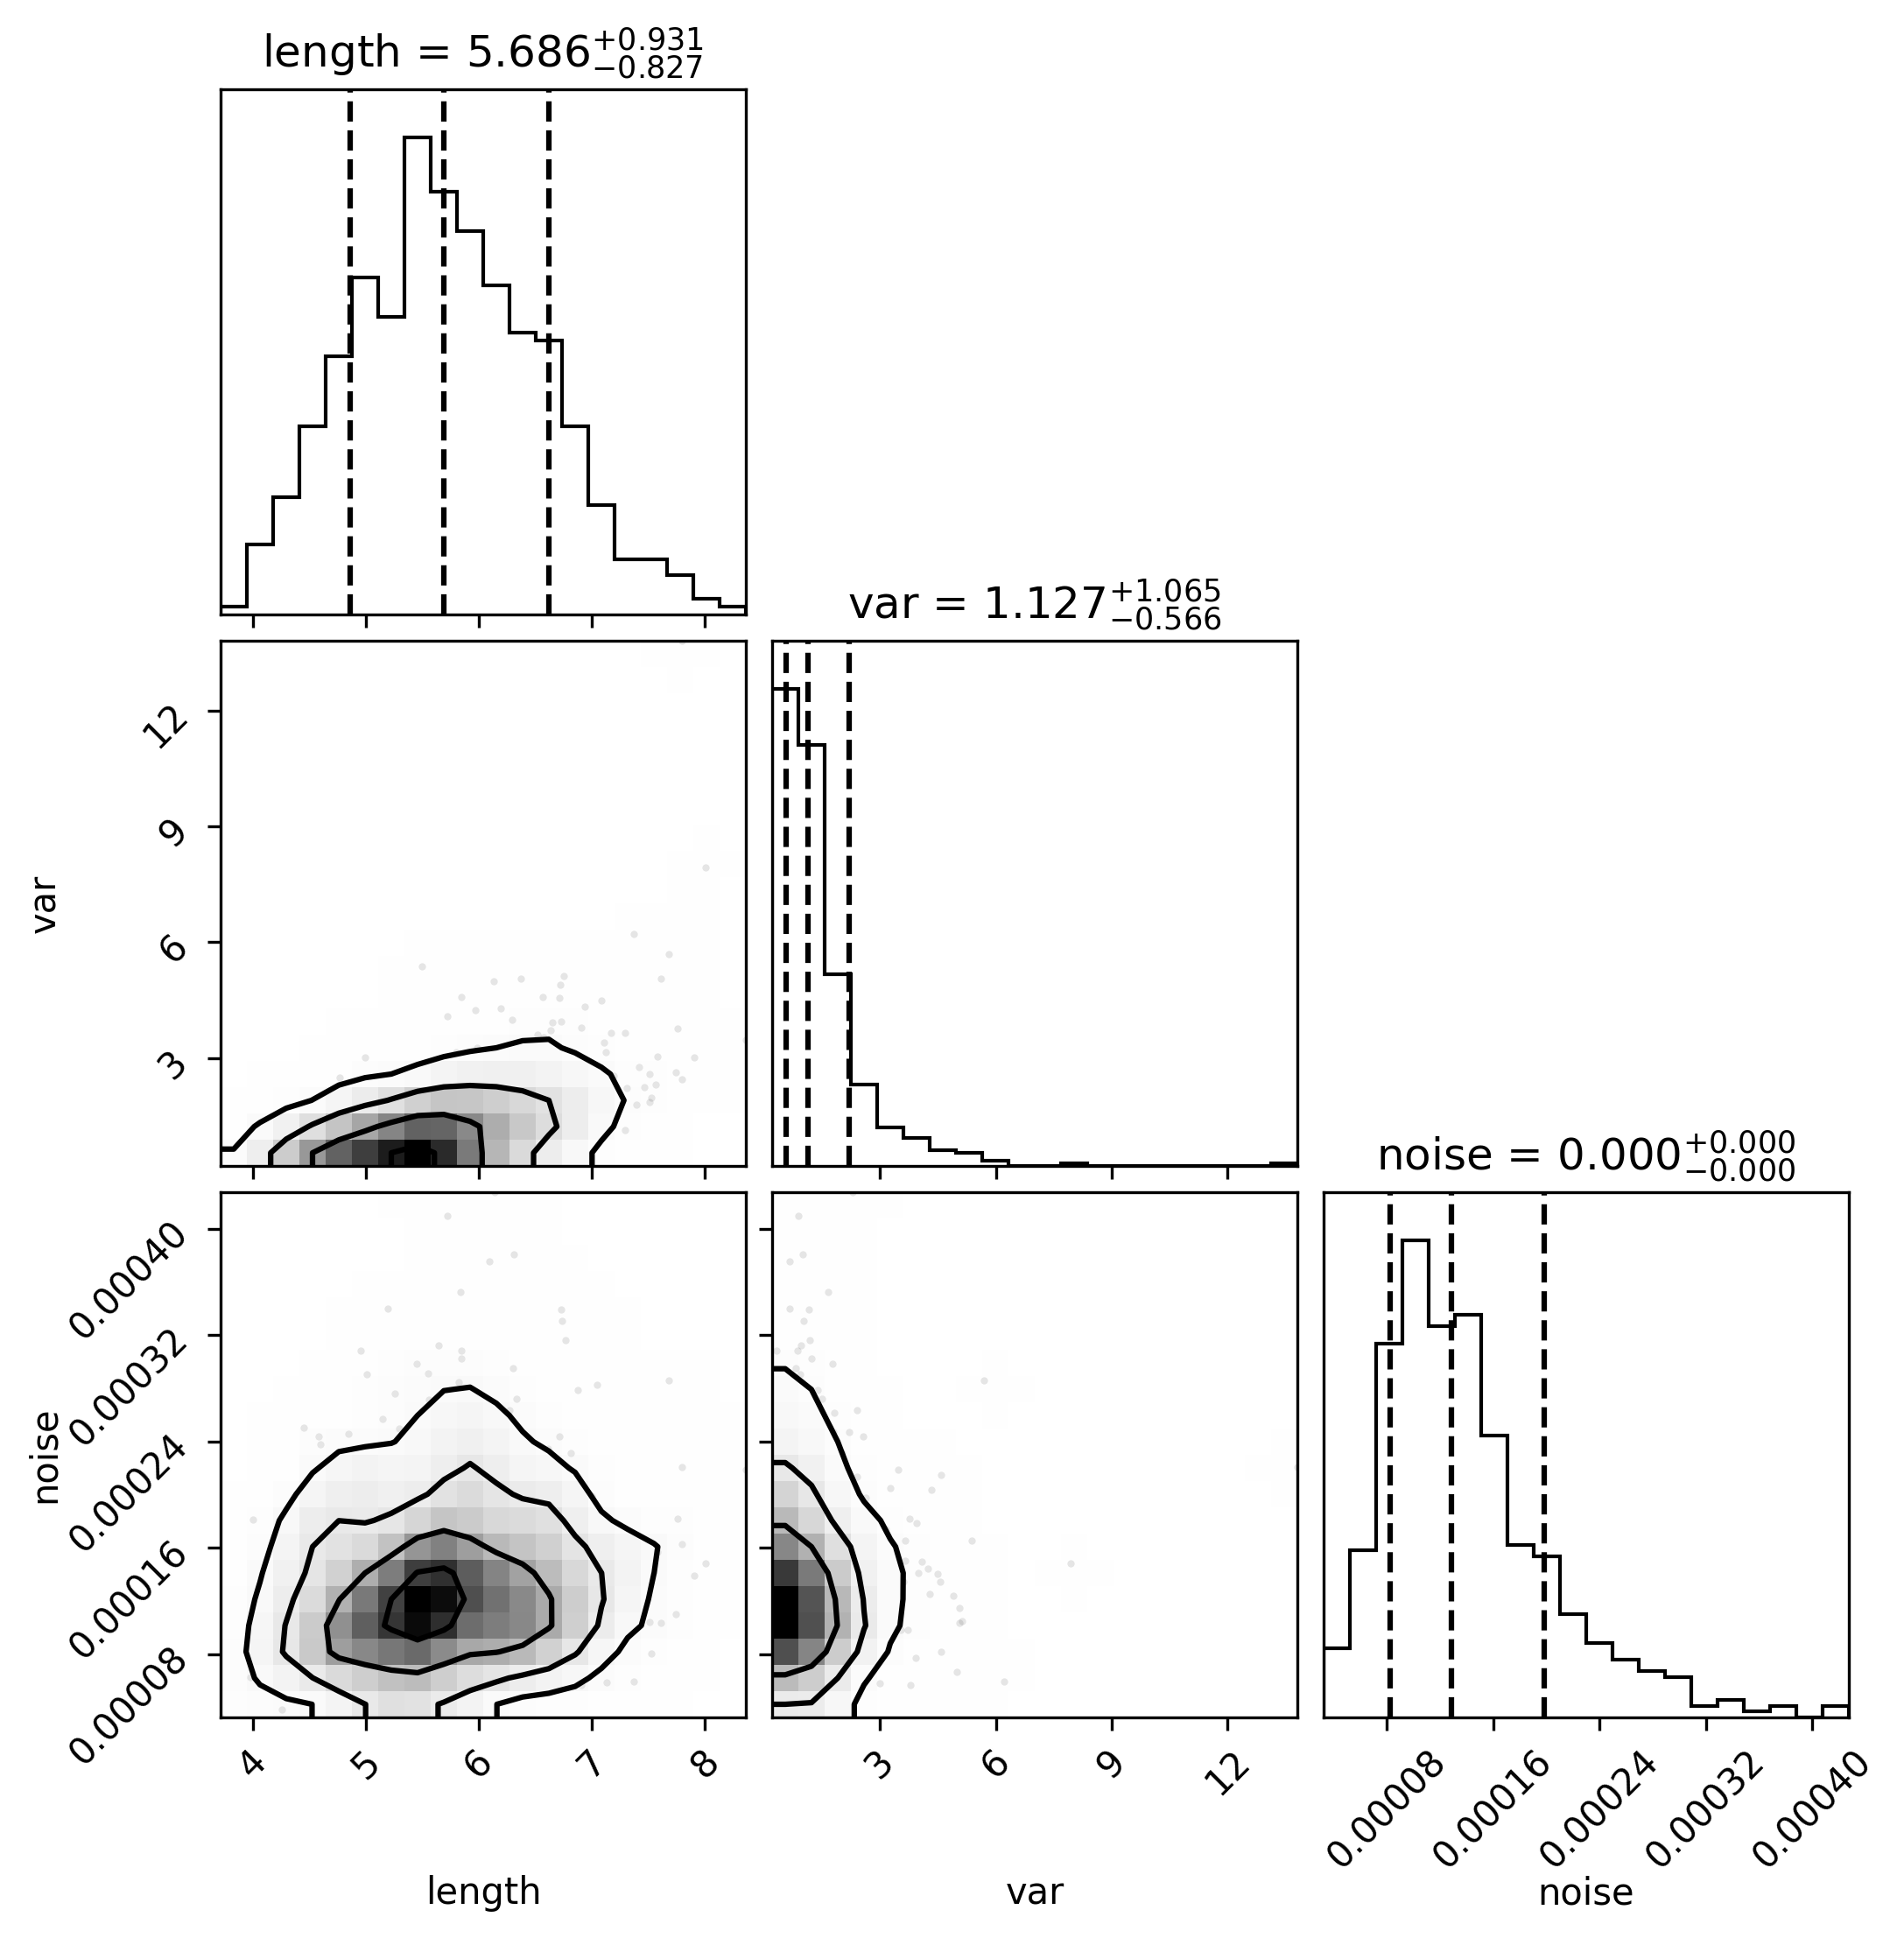 length = 5.686 +0.931 −0.827
var = 1.127 +1.065 −0.566
12
9
6
3
var
noise = 0.000 +0.000 −0.000
0.00040
0.00032
0.00024
0.00016
0.00008
noise
4 5 6 7 8
3 6 9 12
0.00008 0.00016 0.00024 0.00032 0.00040
length
var
noise